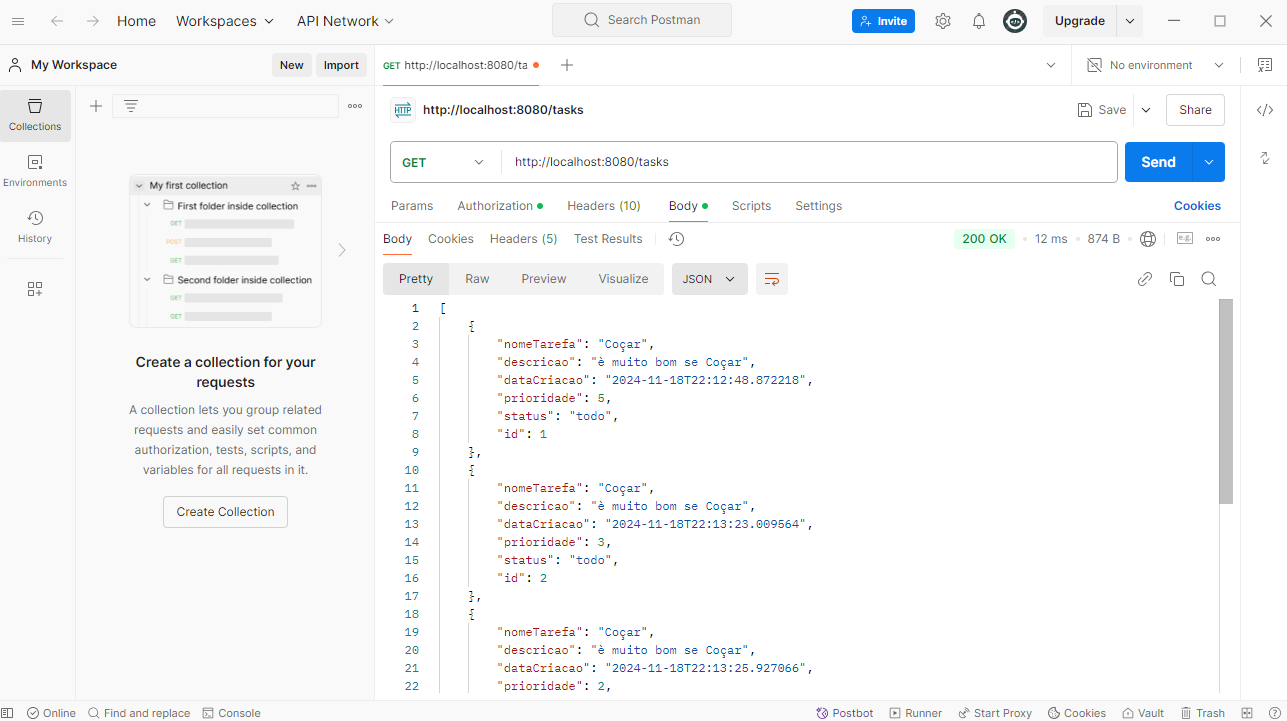 Home Workspaces API Network Search Postman Invite Upgrade
My Workspace New Import GET http://localhost:8080/ta No environment
Collections
Environments
History
My first collection
First folder inside collection
GET
POST
GET
Second folder inside collection
GET
GET
Create a collection for your
requests
A collection lets you group related
requests and easily set common
authorization, tests, scripts, and
variables for all requests in it.
Create Collection
HTTP http://localhost:8080/tasks Save Share
GET http://localhost:8080/tasks Send
Params Authorization Headers (10) Body Scripts Settings Cookies
Body Cookies Headers (5) Test Results 200 OK 12 ms 874 B
Pretty Raw Preview Visualize JSON
1 [
2 {
3 "nomeTarefa": "Coçar",
4 "descricao": "è muito bom se Coçar",
5 "dataCriacao": "2024-11-18T22:12:48.872218",
6 "prioridade": 5,
7 "status": "todo",
8 "id": 1
9 },
10 {
11 "nomeTarefa": "Coçar",
12 "descricao": "è muito bom se Coçar",
13 "dataCriacao": "2024-11-18T22:13:23.009564",
14 "prioridade": 3,
15 "status": "todo",
16 "id": 2
17 },
18 {
19 "nomeTarefa": "Coçar",
20 "descricao": "è muito bom se Coçar",
21 "dataCriacao": "2024-11-18T22:13:25.927066",
22 "prioridade": 2,
Online Find and replace Console Postbot Runner Start Proxy Cookies Vault Trash